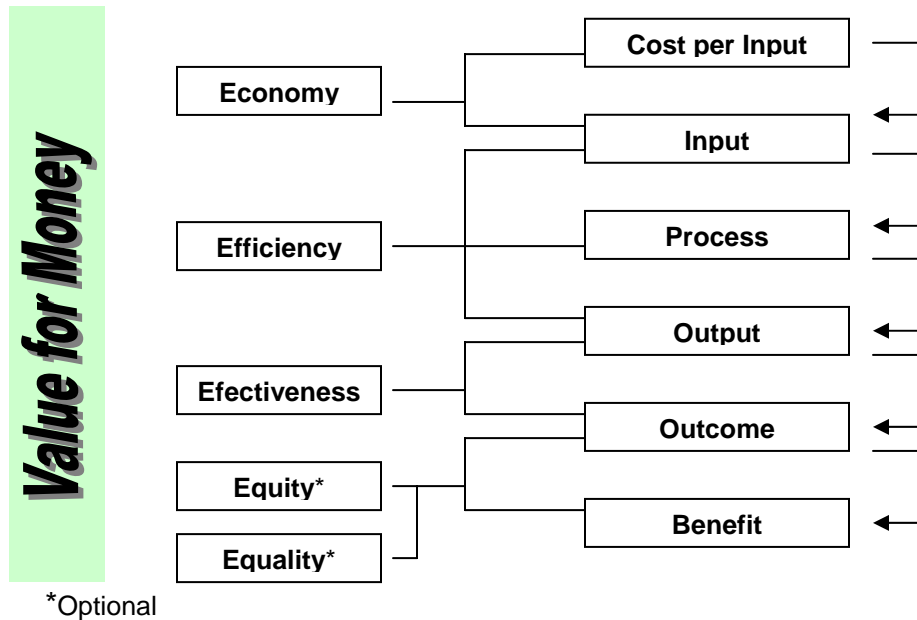 Value for Money
Economy
Efficiency
Efectiveness
Equity*
Equality*
Cost per Input
Input
Process
Output
Outcome
Benefit
*Optional